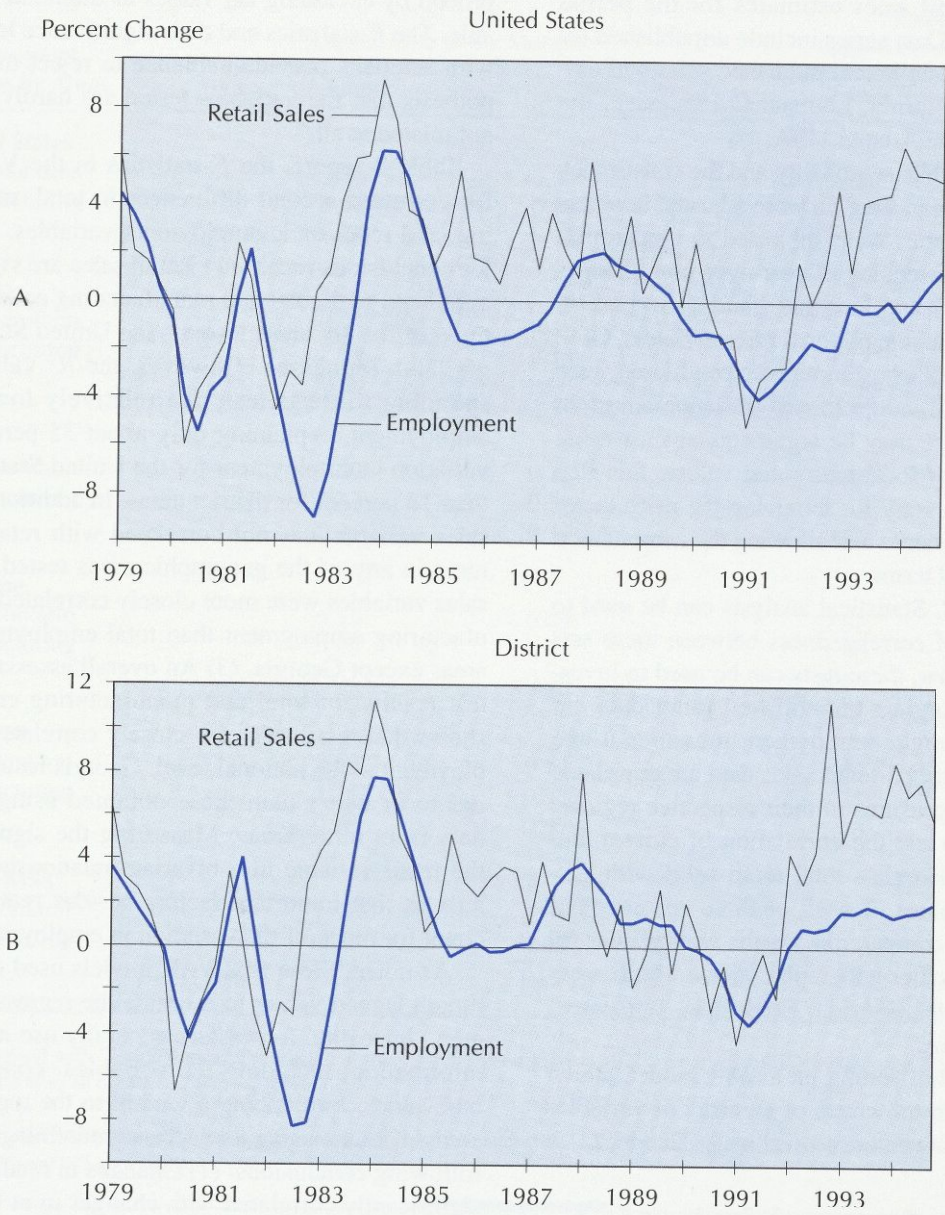 United States
Percent Change
8
Retail Sales
4
A
0
−4
Employment
−8
1979 1981 1983 1985 1987 1989 1991 1993
District
12
Retail Sales
8
4
B
0
−4
Employment
−8
1979 1981 1983 1985 1987 1989 1991 1993